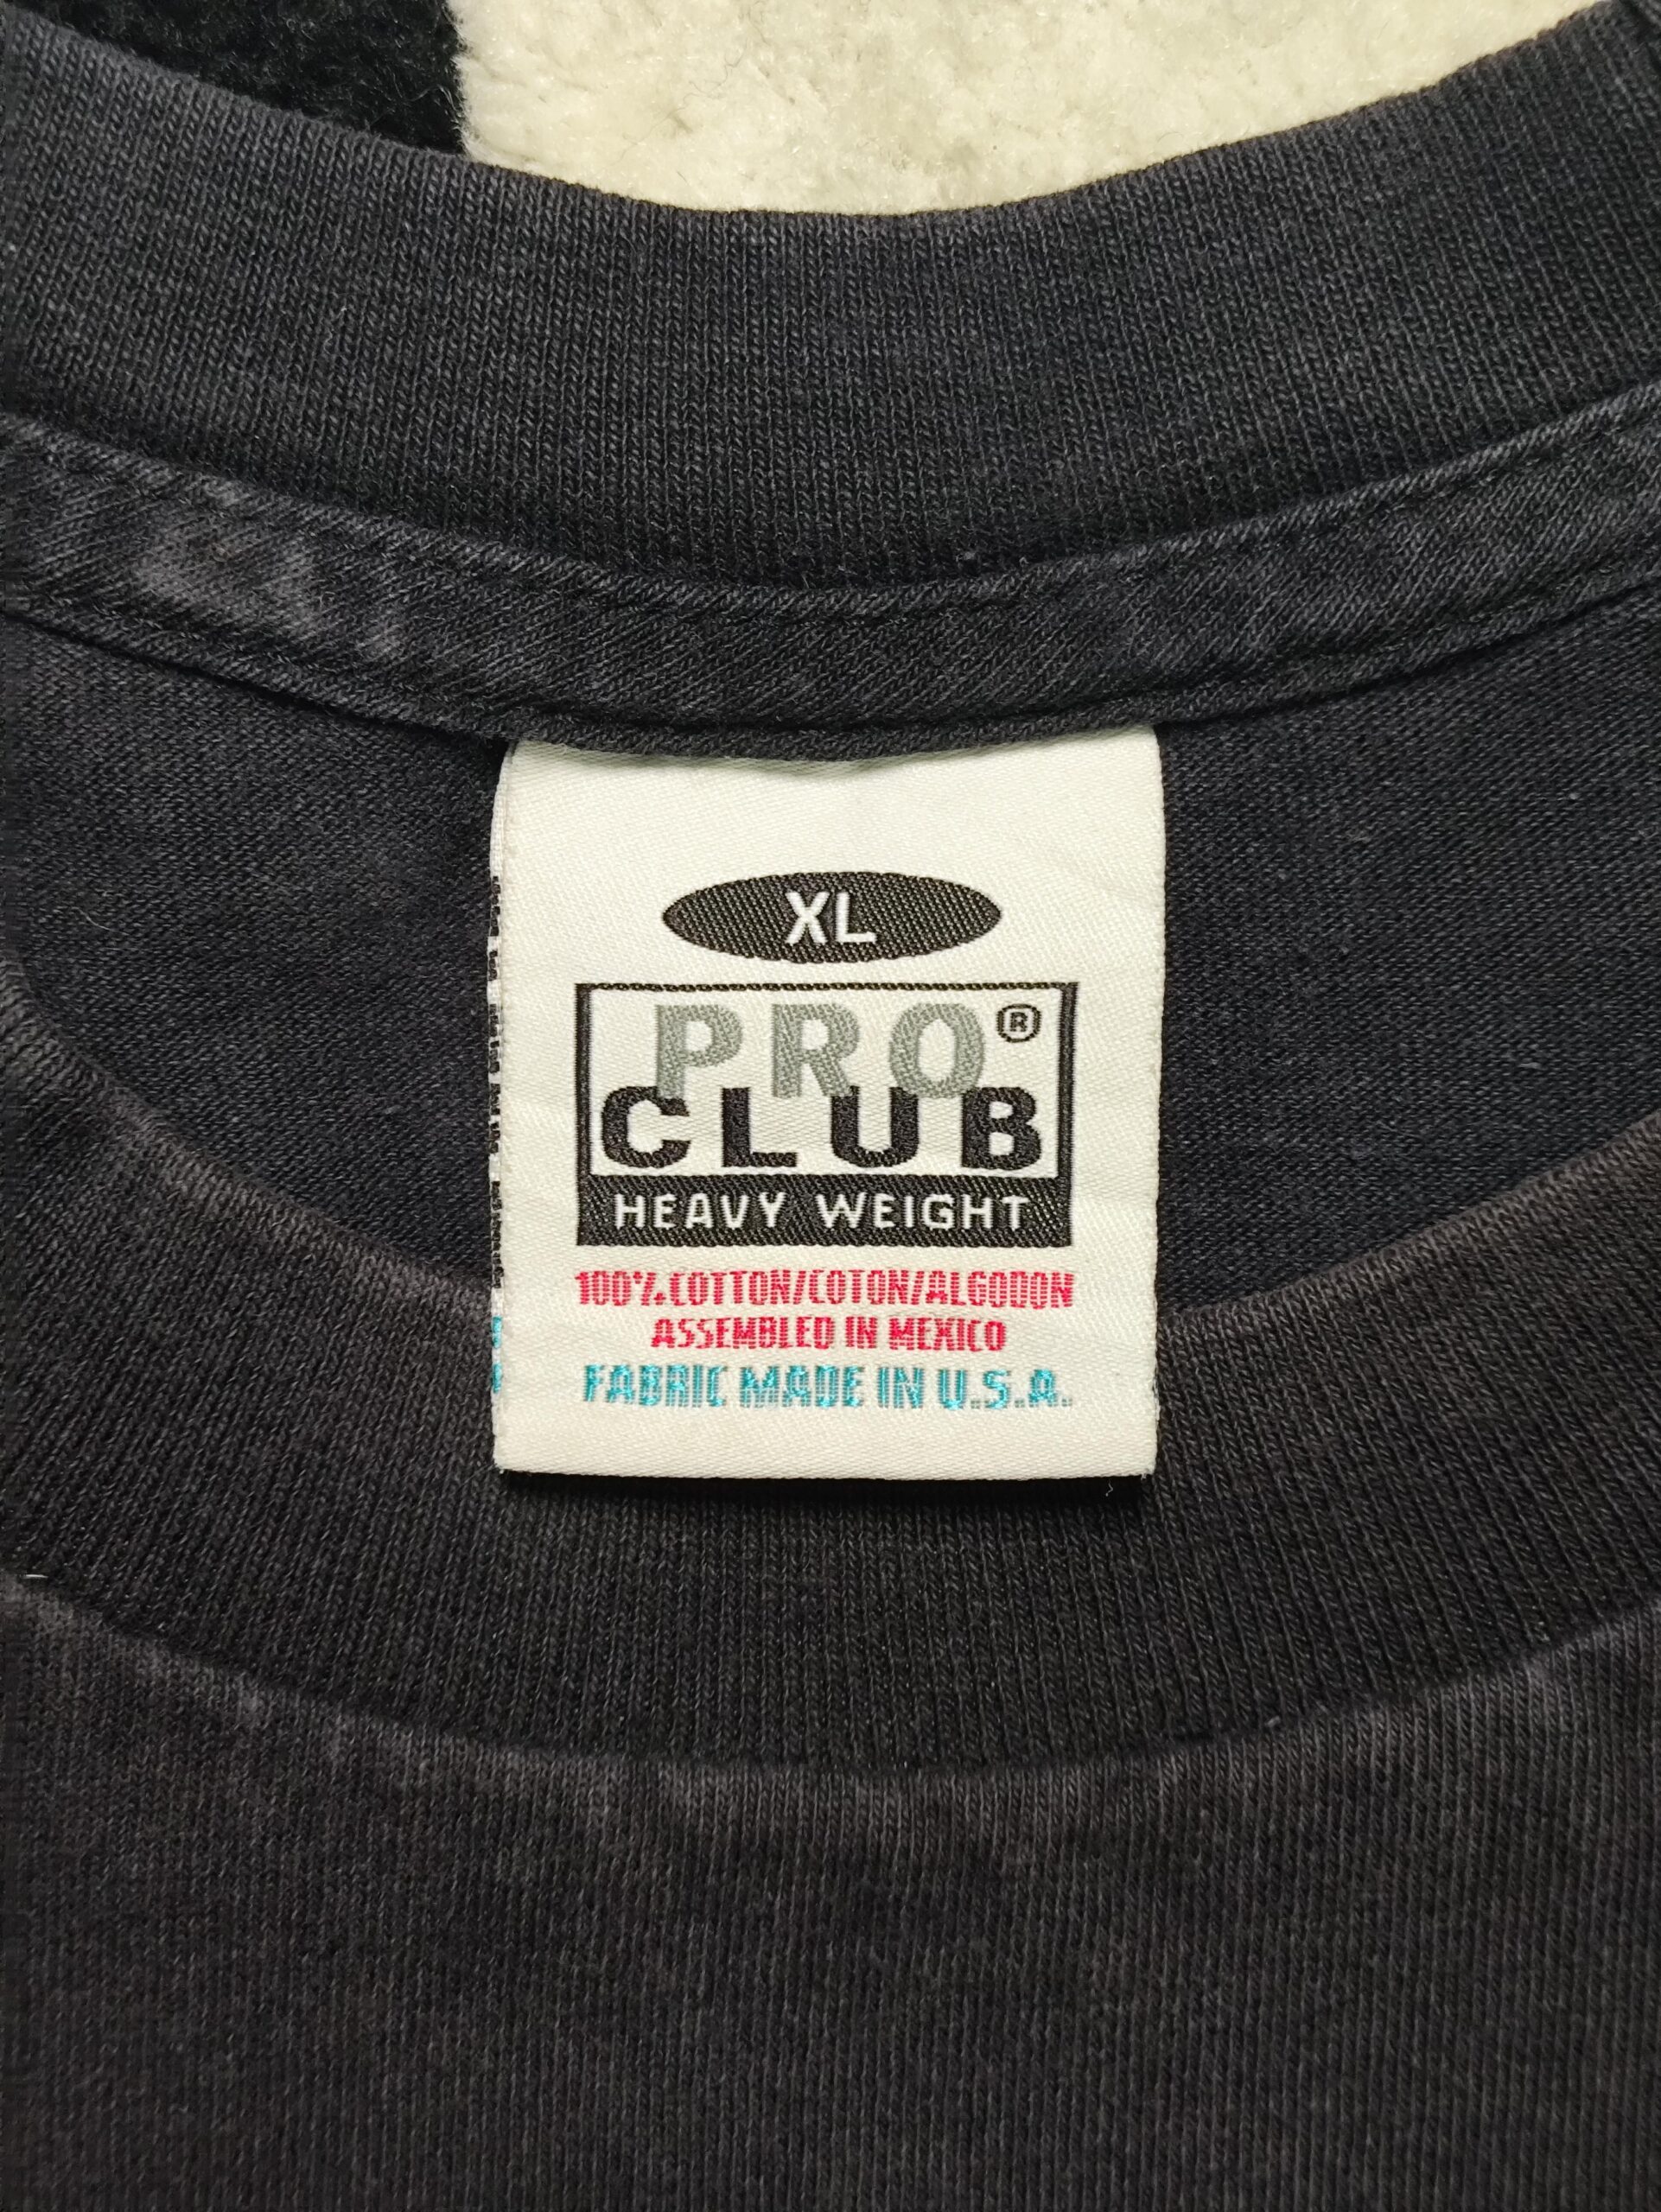 XL
PRO®
CLUB
HEAVY WEIGHT
100% COTTON/COTON/ALGODON
ASSEMBLED IN MEXICO
FABRIC MADE IN U.S.A.